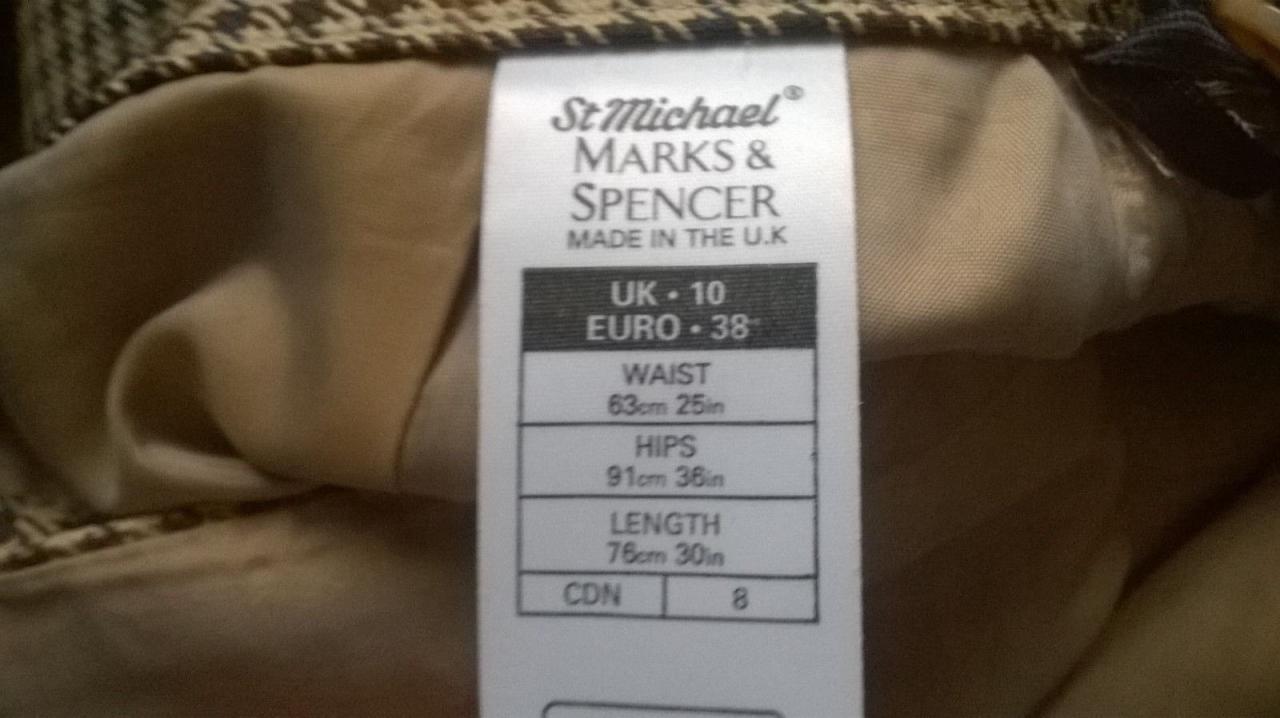 St Michael®
MARKS &
SPENCER
MADE IN THE U.K
UK • 10
EURO • 38
WAIST
63cm 25in
HIPS
91cm 36in
LENGTH
76cm 30in
CDN 8